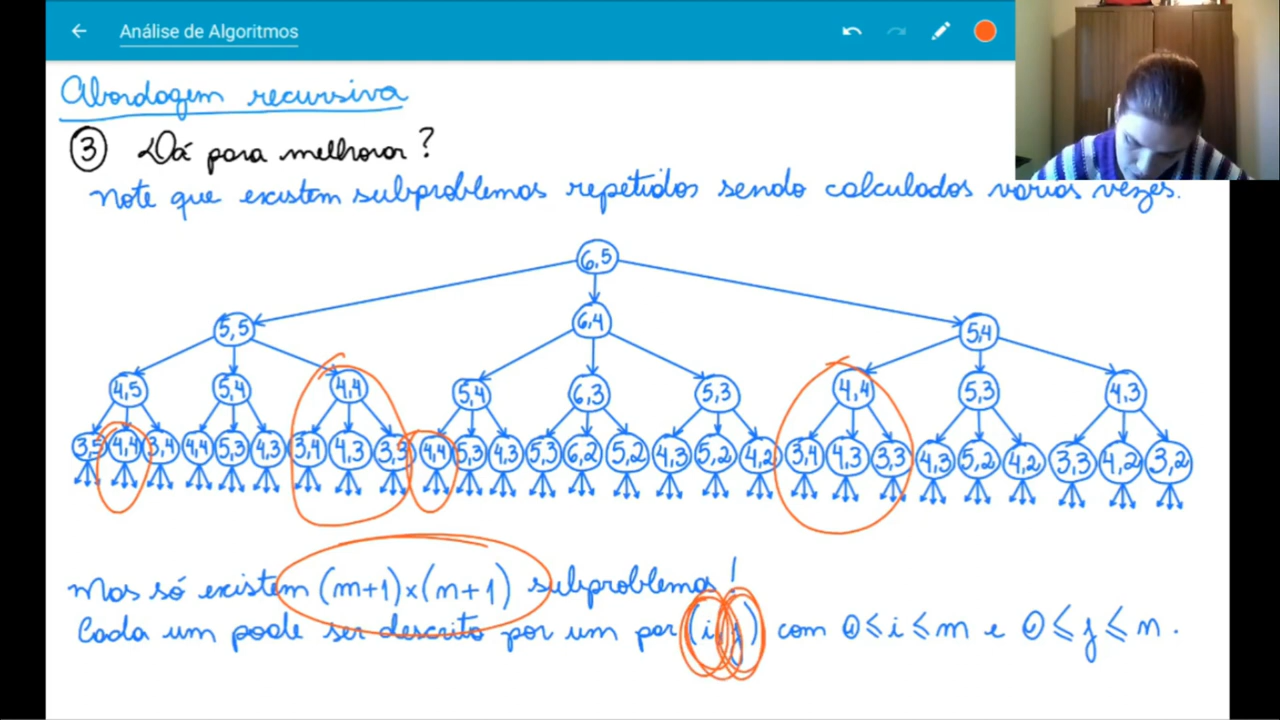 Análise de Algoritmos
Abordagem recursiva
3 Dá para melhorar?
Note que existem subproblemas repetidos sendo calculados várias vezes.
6,5
5,5 6,4 5,4
4,5 5,4 4,4 5,4 6,3 5,3 4,4 5,3 4,3
3,5 4,4 3,4 4,4 5,3 4,3 3,4 4,3 3,3 4,4 5,3 4,3 5,3 6,2 5,2 4,3 5,2 4,2 3,4 4,3 3,3 4,3 5,2 4,2 3,3 4,2 3,2
Mas só existem (m+1)×(n+1) subproblemas!
Cada um pode ser descrito por um par (i,j) com 0≤i≤m e 0≤j≤n.